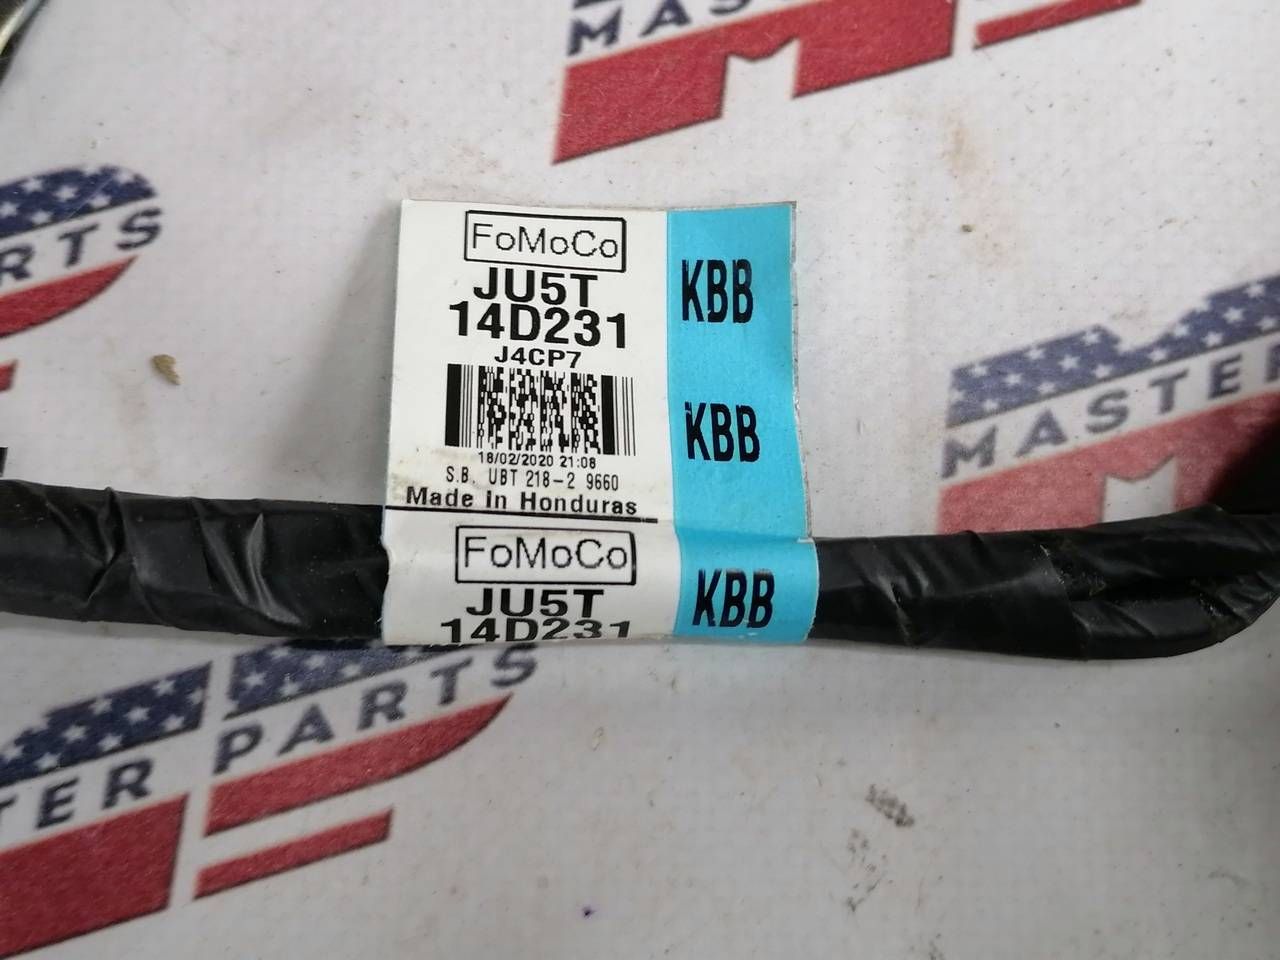 MASTER
FoMoCo
JU5T
14D231
J4CP7
18/02/2020 21:08
S.B. UBT 218-2 9660
Made in Honduras
KBB
KBB
FoMoCo
JU5T
14D231
KBB
RTS
MASTER
TER PARTS